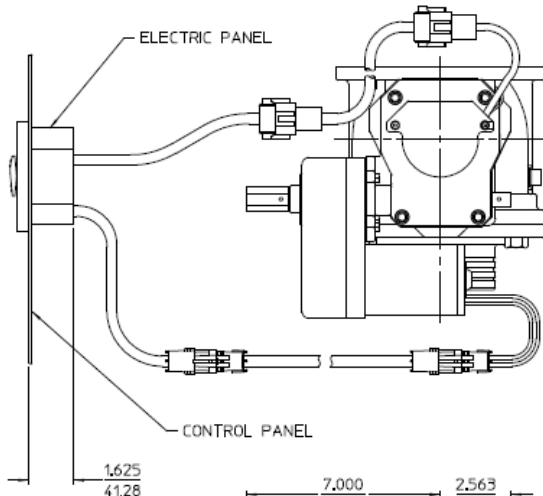 ELECTRIC PANEL
CONTROL PANEL
1.625
41.28
7.000
2.563